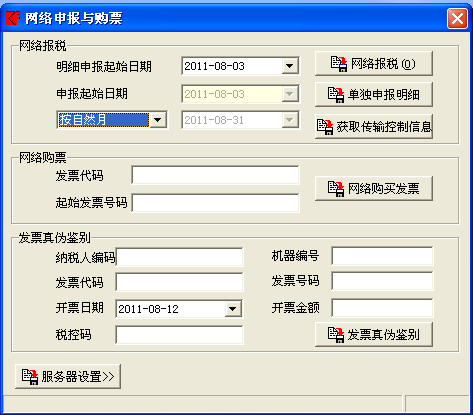 网络申报与购票
网络报税
明细申报起始日期 2011-08-03 网络报税(O)
申报起始日期 2011-08-03 单独申报明细
按自然月 2011-08-31 获取传输控制信息
网络购票
发票代码
起始发票号码 网络购买发票
发票真伪鉴别
纳税人编码 机器编号
发票代码 发票号码
开票日期 2011-08-12 开票金额
税控码 发票真伪鉴别
服务器设置>>